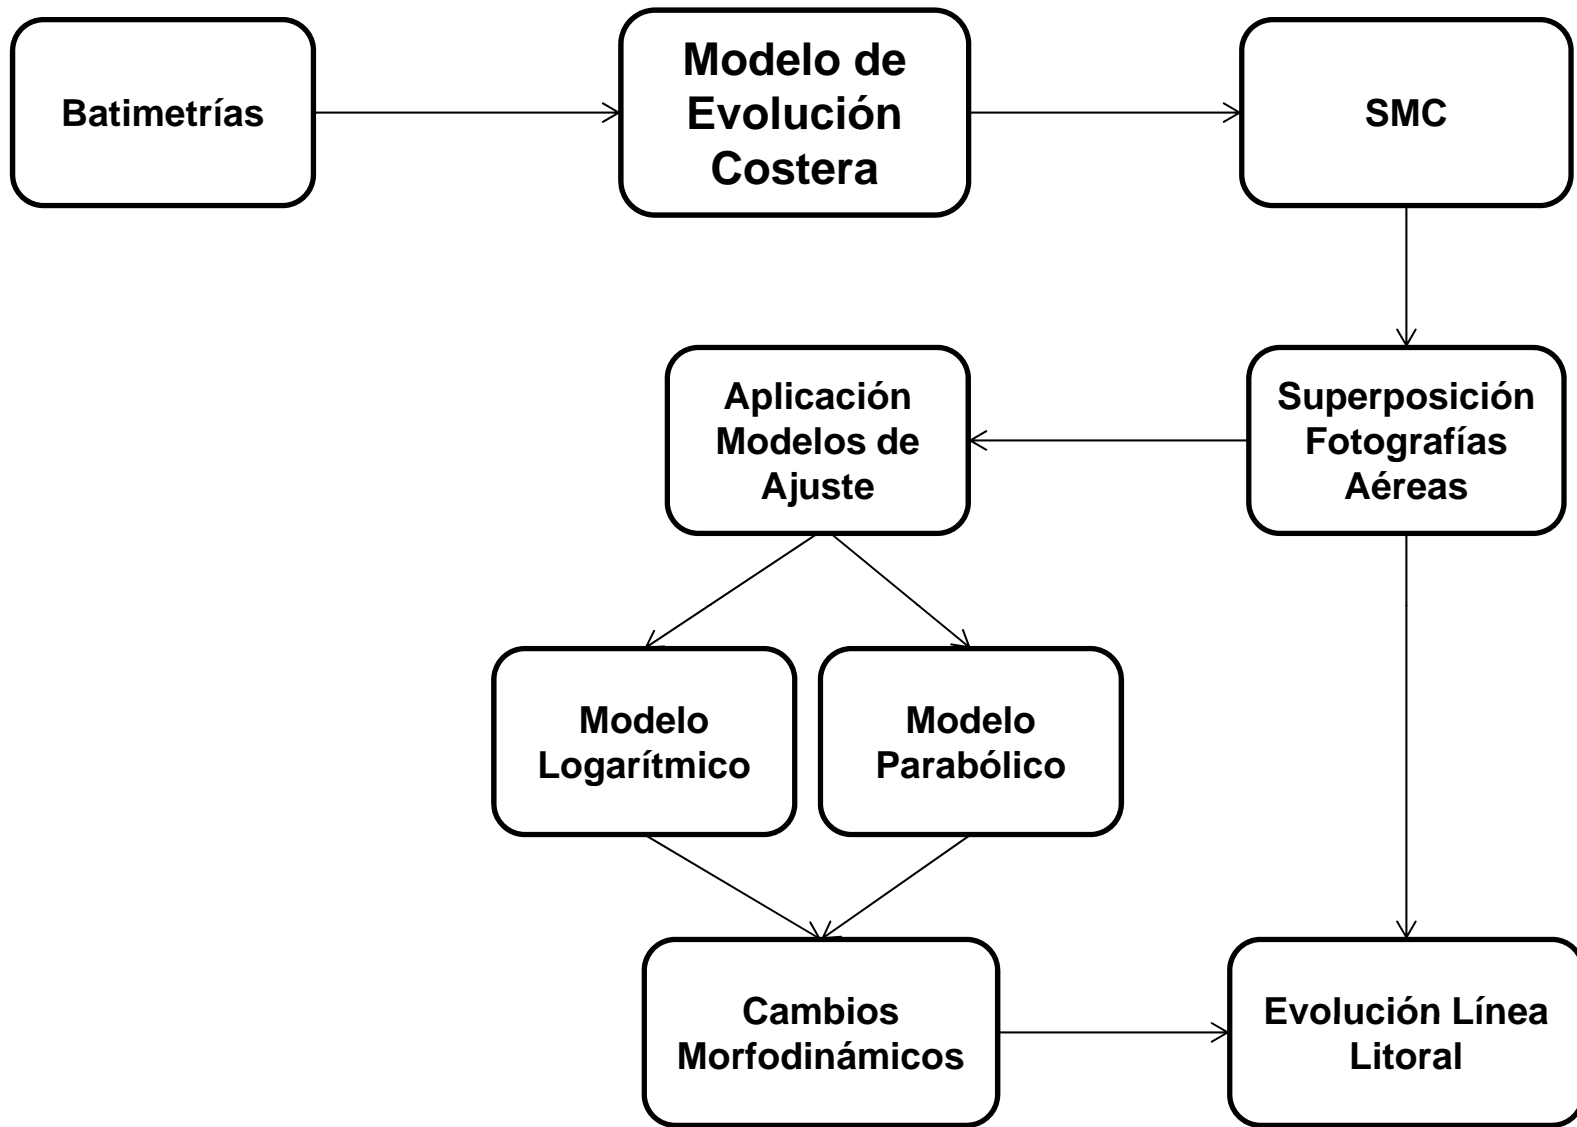 Batimetrías
Modelo de
Evolución
Costera
SMC
Aplicación
Modelos de
Ajuste
Superposición
Fotografías
Aéreas
Modelo
Logarítmico
Modelo
Parabólico
Cambios
Morfodinámicos
Evolución Línea
Litoral